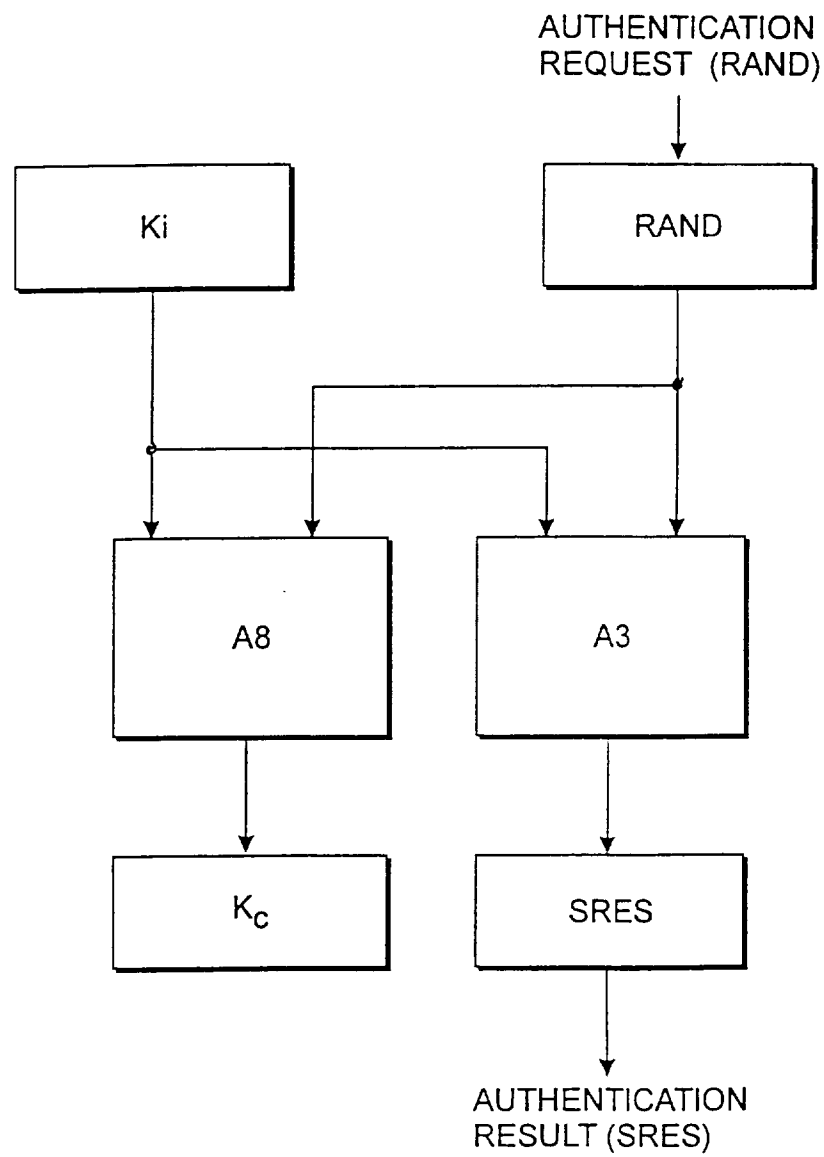 AUTHENTICATION
REQUEST (RAND)
Ki
RAND
A8
A3
Kc
SRES
AUTHENTICATION
RESULT (SRES)